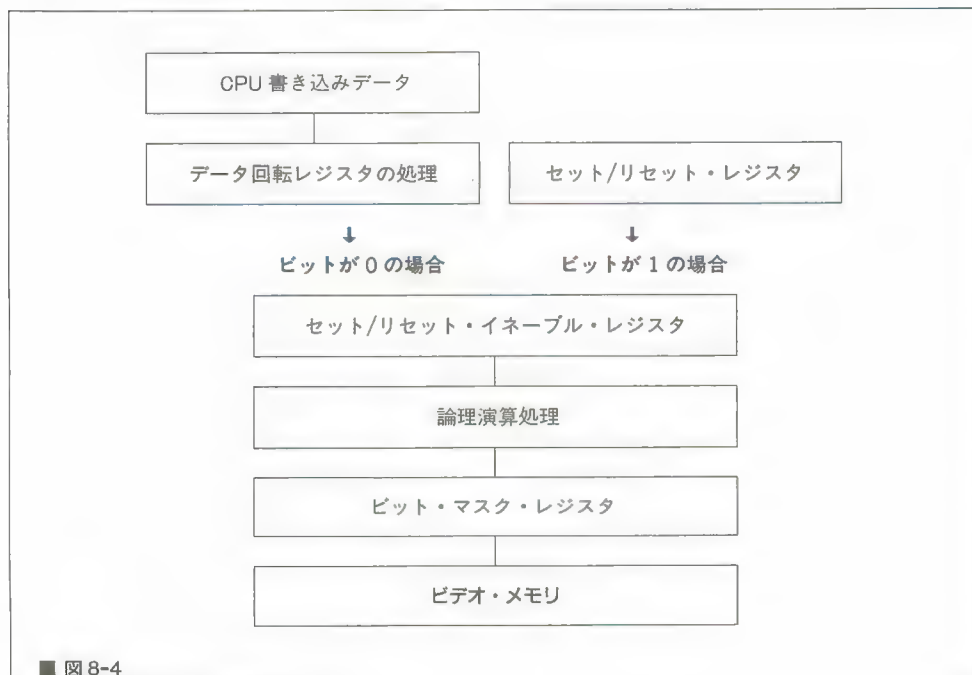 CPU 書き込みデータ
データ回転レジスタの処理
セット/リセット・レジスタ
↓
↓
ビットが 0 の場合
ビットが 1 の場合
セット/リセット・イネーブル・レジスタ
論理演算処理
ビット・マスク・レジスタ
ビデオ・メモリ
■ 図 8-4